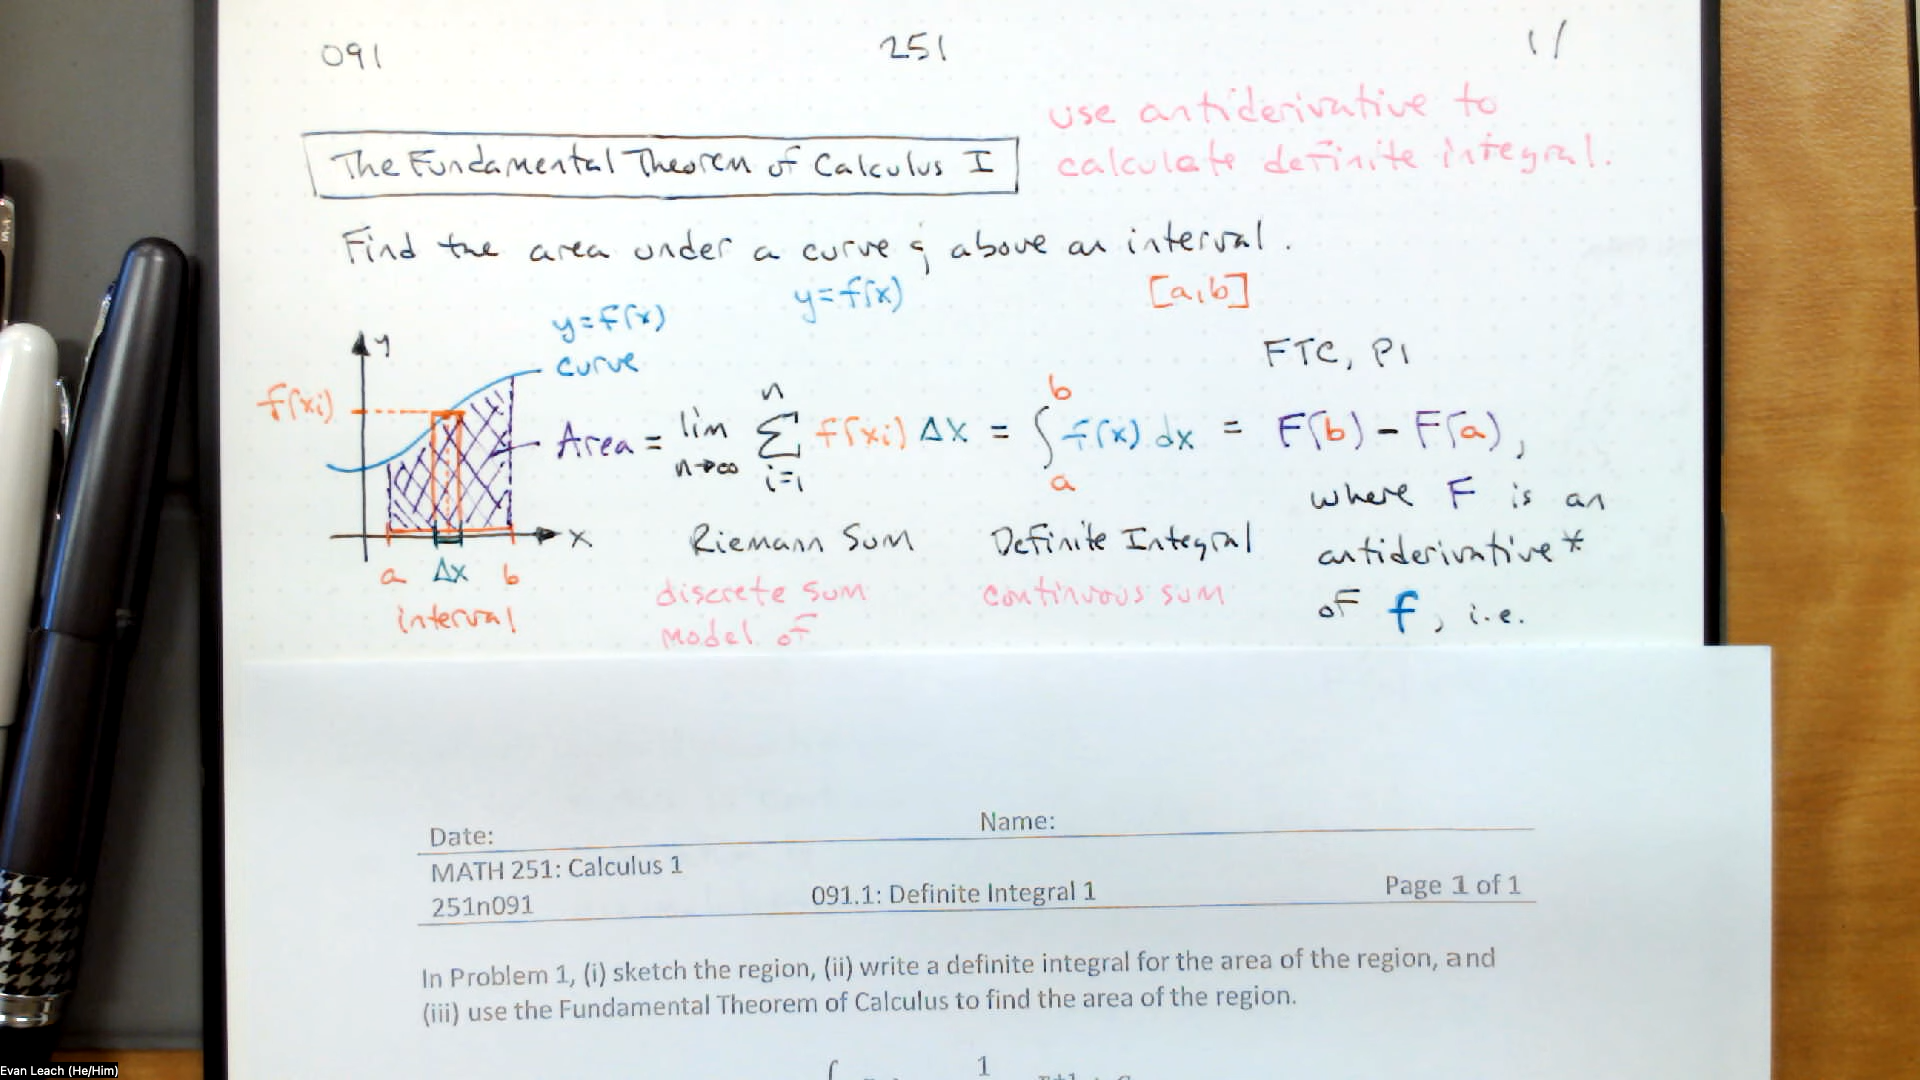 091 251 1/
use antiderivative to
The Fundamental Theorem of Calculus I calculate definite integral.
Find the area under a curve & above an interval.
y=f(x) [a,b]
y=f(x)
curve
y
FTC, P1
f(xi)
Area = lim n→∞ n Σ i=1 f(xi) Δx = ∫ b a f(x) dx = F(b) - F(a),
where F is an
x
Riemann Sum Definite Integral antiderivative*
a Δx b
discrete sum continuous sum of f, i.e.
interval
model of
Date: Name:
MATH 251: Calculus 1
251n091 091.1: Definite Integral 1 Page 1 of 1
In Problem 1, (i) sketch the region, (ii) write a definite integral for the area of the region, and
(iii) use the Fundamental Theorem of Calculus to find the area of the region.
1
Evan Leach (He/Him)